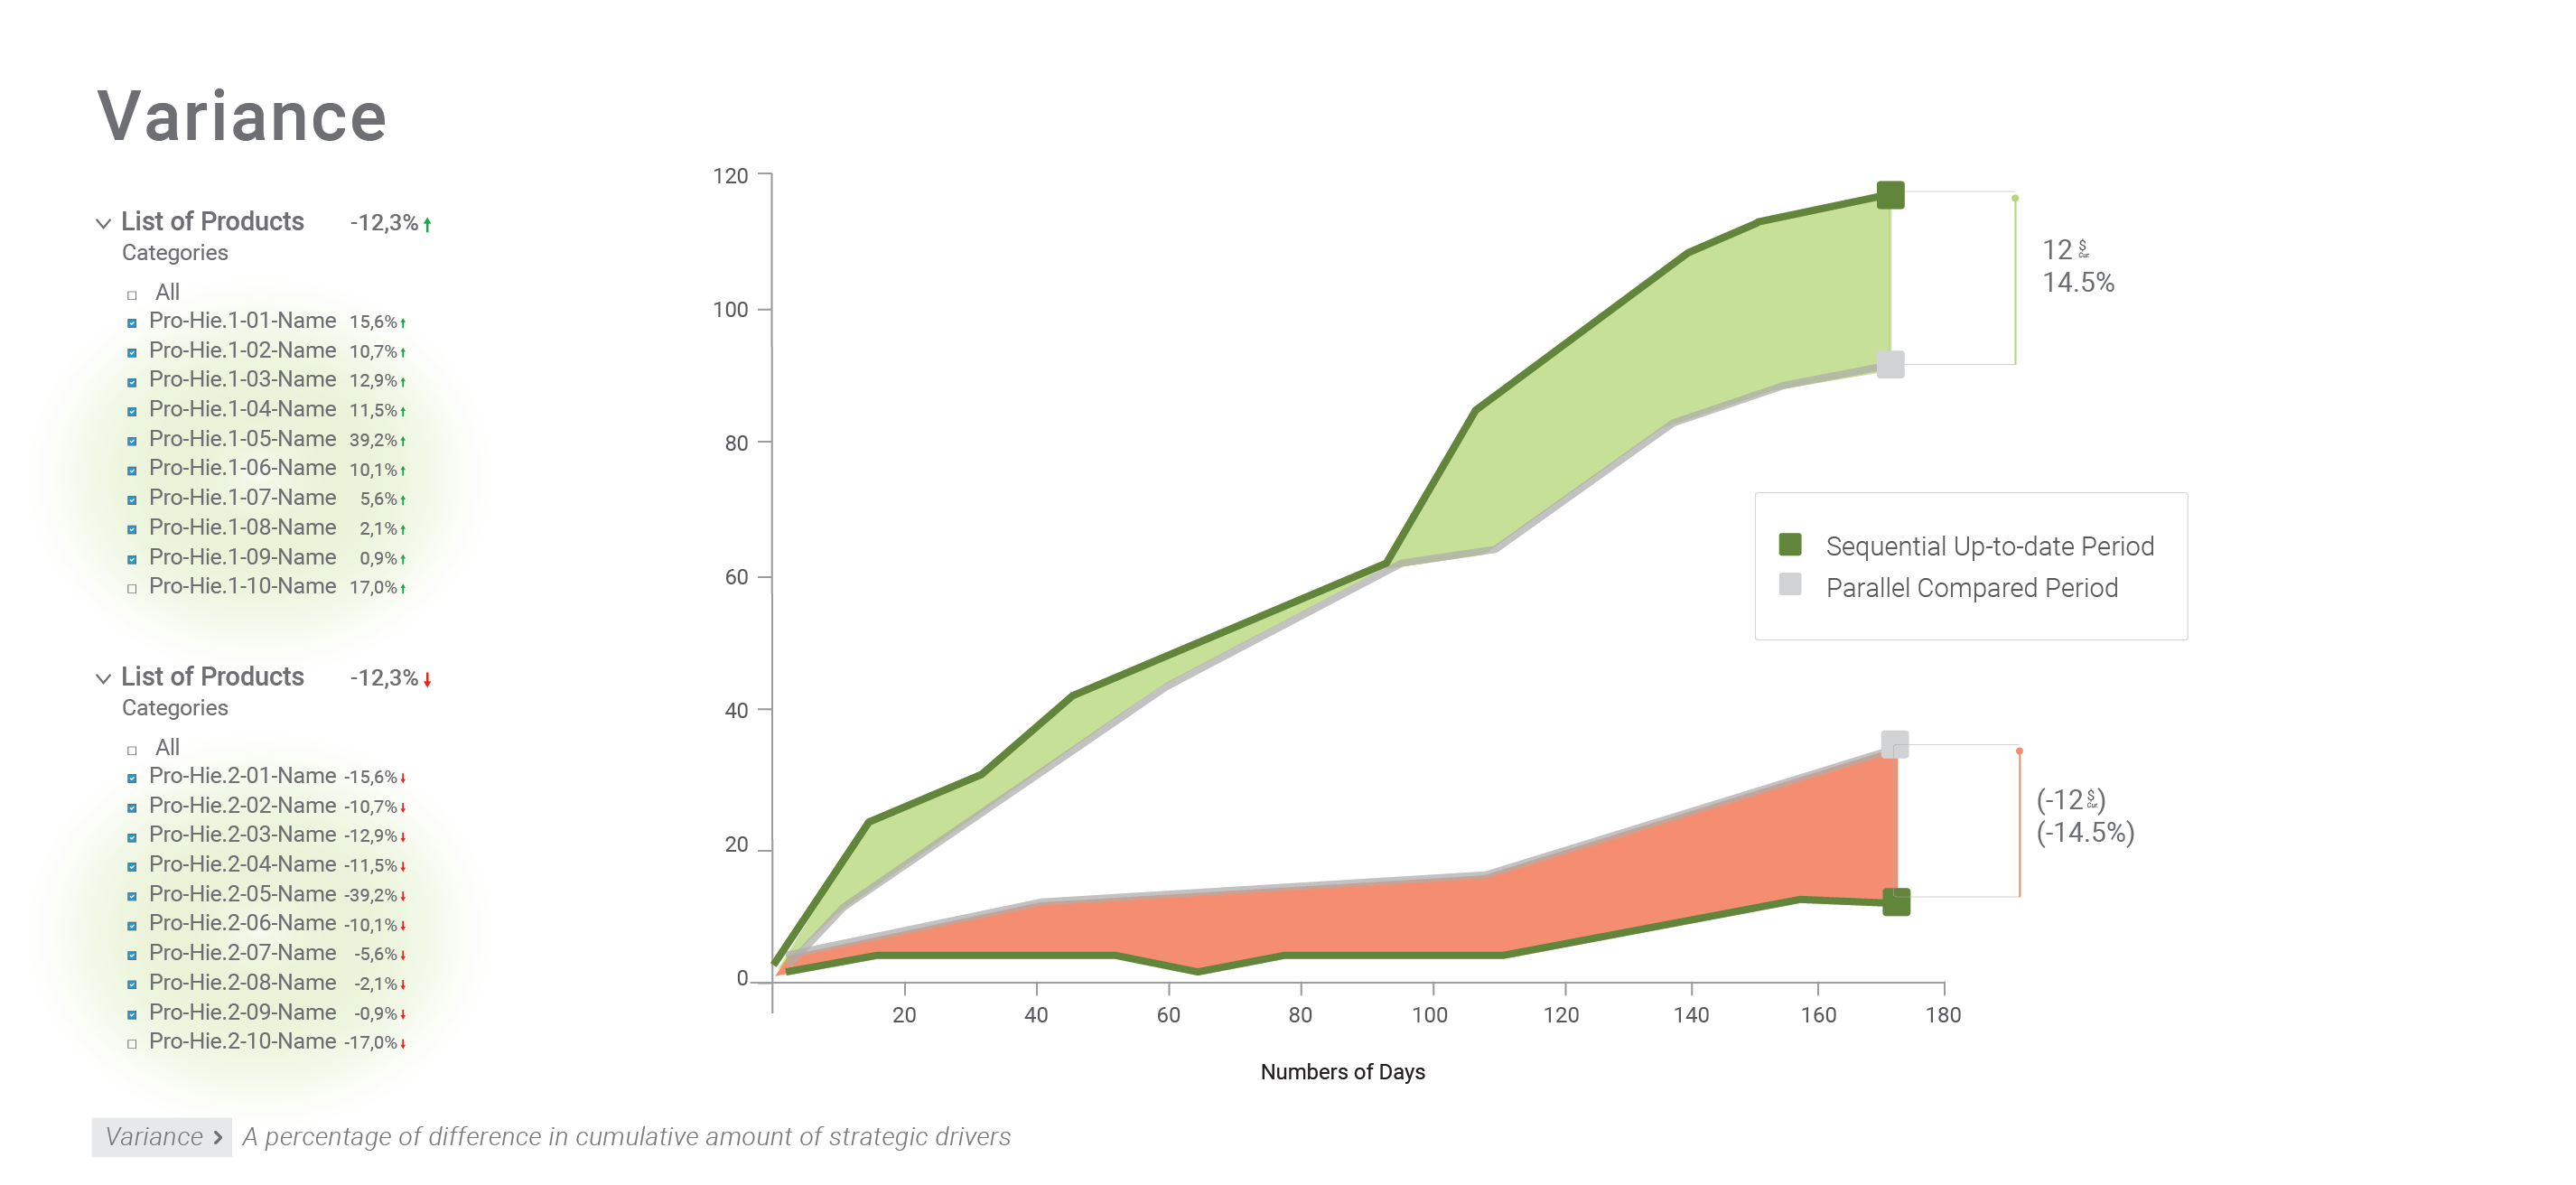 Variance
List of Products -12,3%
Categories
All
Pro-Hie.1-01-Name 15,6%
Pro-Hie.1-02-Name 10,7%
Pro-Hie.1-03-Name 12,9%
Pro-Hie.1-04-Name 11,5%
Pro-Hie.1-05-Name 39,2%
Pro-Hie.1-06-Name 10,1%
Pro-Hie.1-07-Name 5,6%
Pro-Hie.1-08-Name 2,1%
Pro-Hie.1-09-Name 0,9%
Pro-Hie.1-10-Name 17,0%
List of Products -12,3%
Categories
All
Pro-Hie.2-01-Name -15,6%
Pro-Hie.2-02-Name -10,7%
Pro-Hie.2-03-Name -12,9%
Pro-Hie.2-04-Name -11,5%
Pro-Hie.2-05-Name -39,2%
Pro-Hie.2-06-Name -10,1%
Pro-Hie.2-07-Name -5,6%
Pro-Hie.2-08-Name -2,1%
Pro-Hie.2-09-Name -0,9%
Pro-Hie.2-10-Name -17,0%
120
100
80
60
40
20
0
20 40 60 80 100 120 140 160 180
Numbers of Days
12 $ Cur.
14.5%
Sequential Up-to-date Period
Parallel Compared Period
(-12 $ Cur.)
(-14.5%)
Variance > A percentage of difference in cumulative amount of strategic drivers